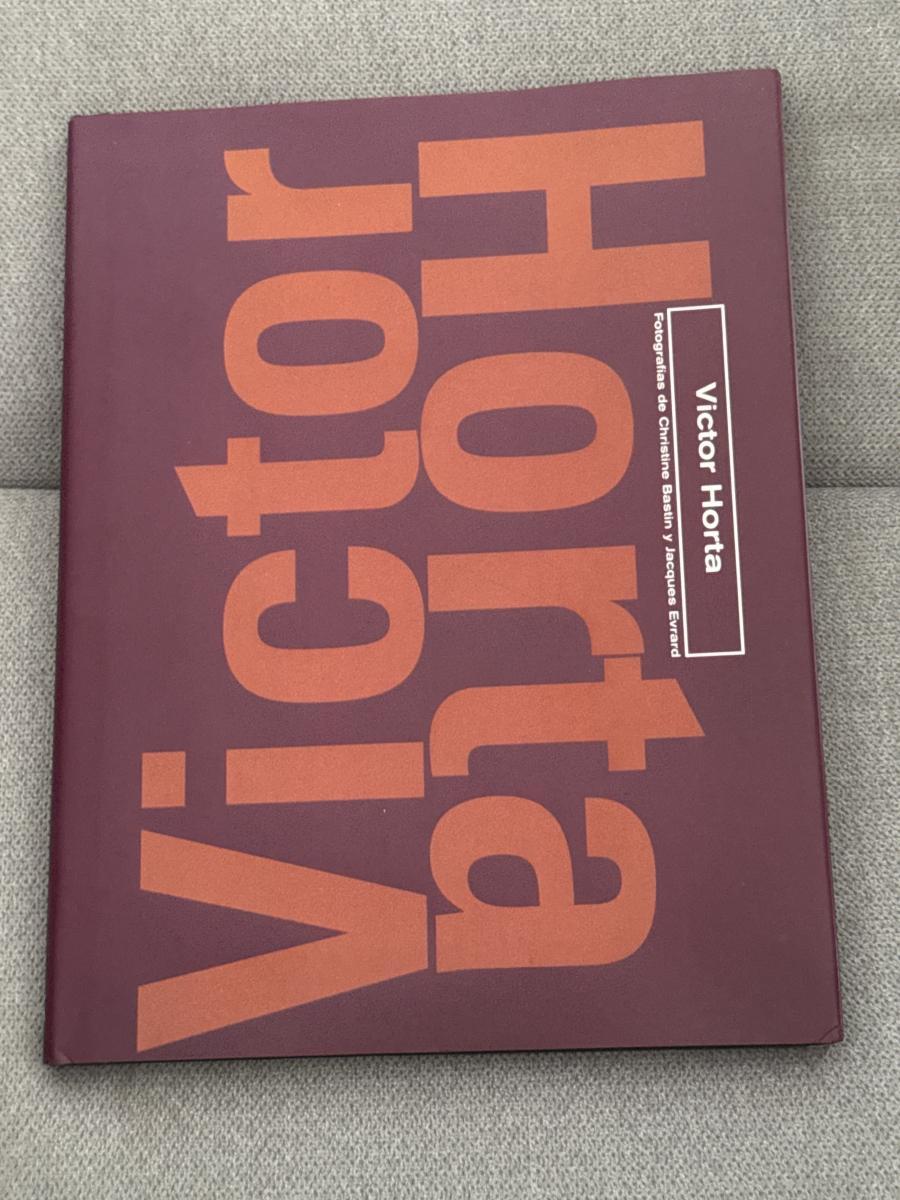 Victor
Horta
Victor Horta
Fotografías de Christine Bastin y Jacques Evrard